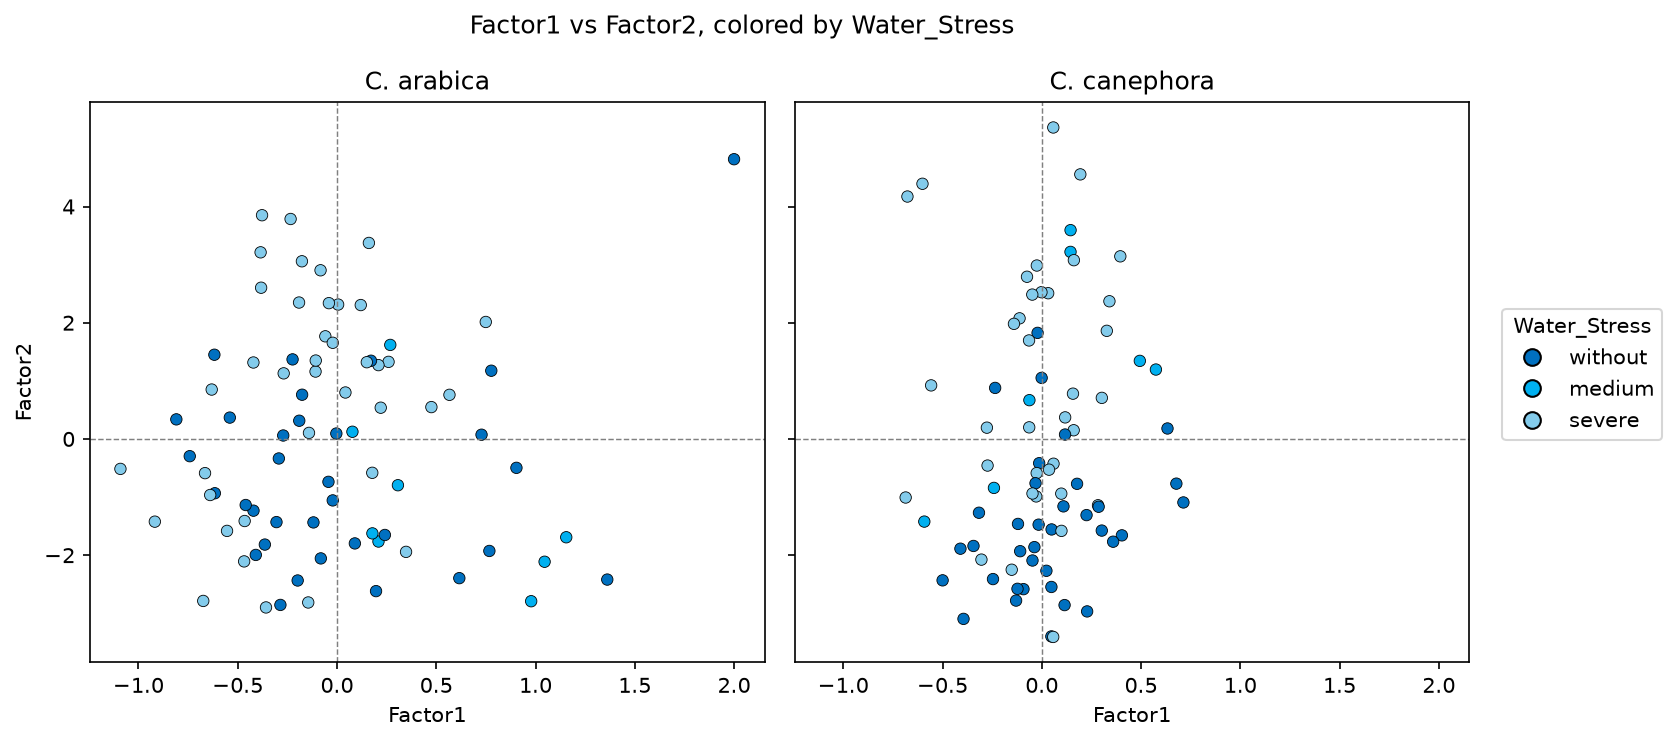 Factor1 vs Factor2, colored by Water_Stress
C. arabica
C. canephora
Factor2
4
2
0
−2
−1.0 −0.5 0.0 0.5 1.0 1.5 2.0
−1.0 −0.5 0.0 0.5 1.0 1.5 2.0
Factor1
Factor1
Water_Stress
without
medium
severe